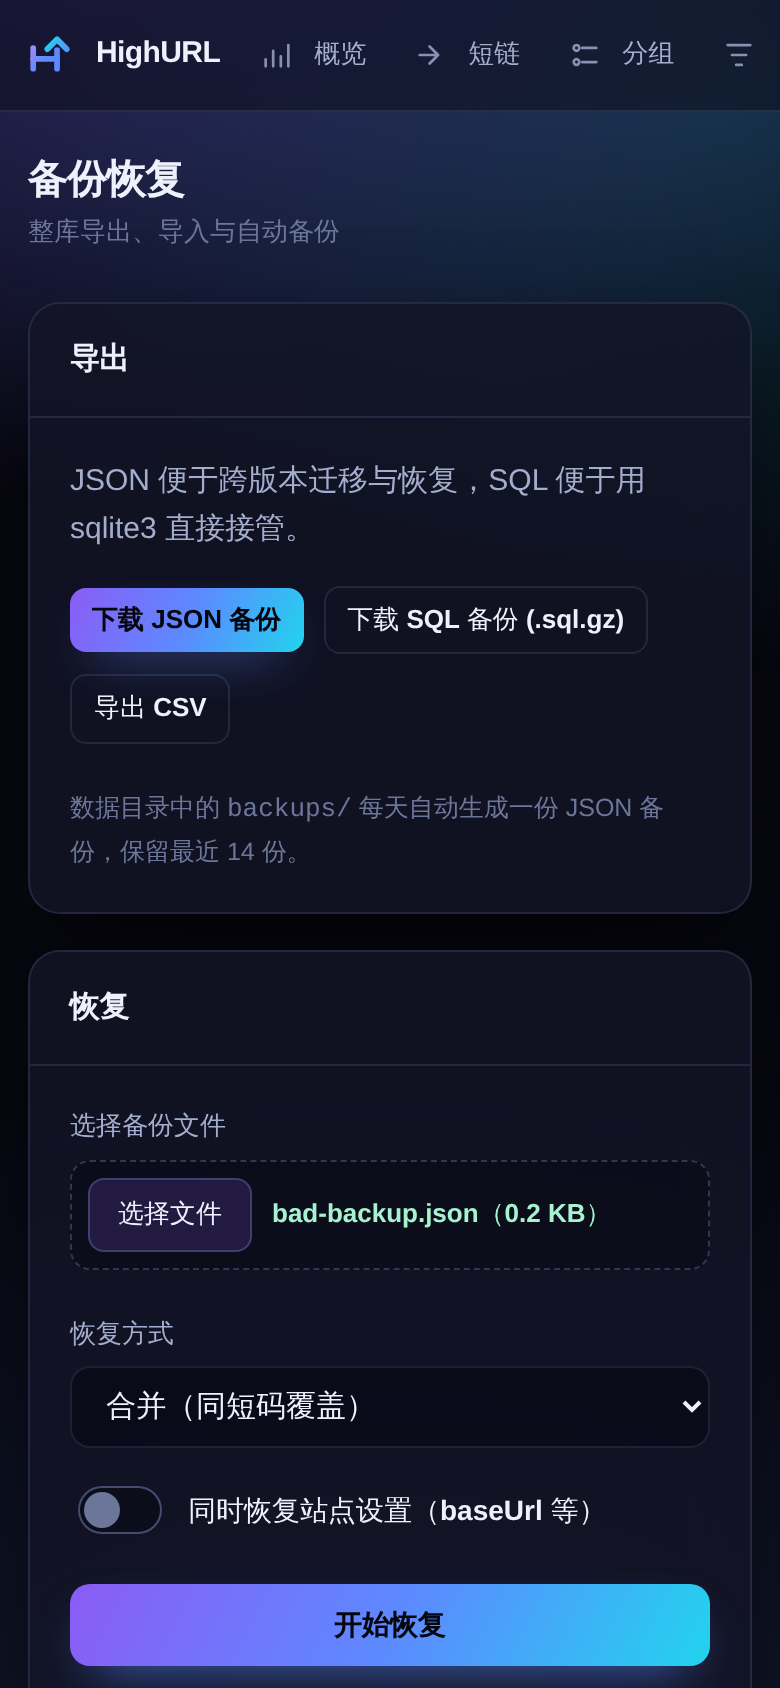 HighURL 概览 短链 分组
备份恢复
整库导出、导入与自动备份
导出
JSON 便于跨版本迁移与恢复，SQL 便于用
sqlite3 直接接管。
下载 JSON 备份 下载 SQL 备份 (.sql.gz)
导出 CSV
数据目录中的 backups/ 每天自动生成一份 JSON 备
份，保留最近 14 份。
恢复
选择备份文件
选择文件 bad-backup.json（0.2 KB）
恢复方式
合并（同短码覆盖）
同时恢复站点设置（baseUrl 等）
开始恢复